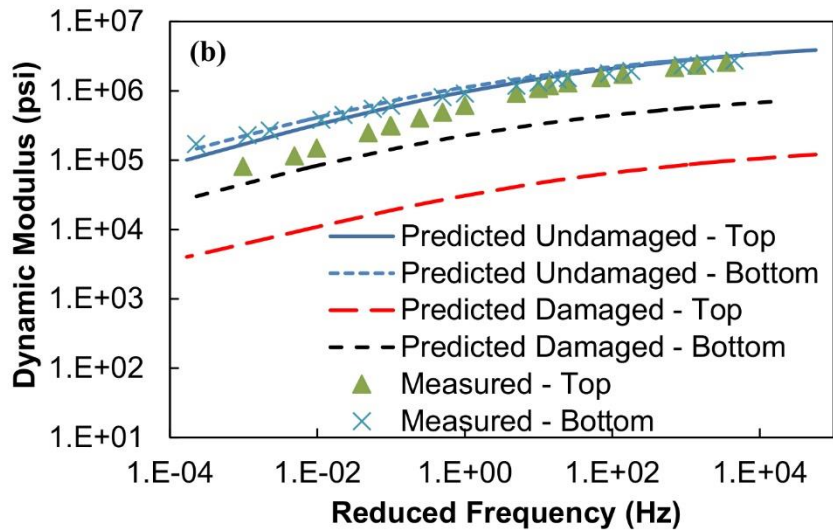 (b)
Dynamic Modulus (psi)
1.E+07
1.E+06
1.E+05
1.E+04
1.E+03
1.E+02
1.E+01
Predicted Undamaged - Top
Predicted Undamaged - Bottom
Predicted Damaged - Top
Predicted Damaged - Bottom
Measured - Top
Measured - Bottom
1.E-04 1.E-02 1.E+00 1.E+02 1.E+04
Reduced Frequency (Hz)